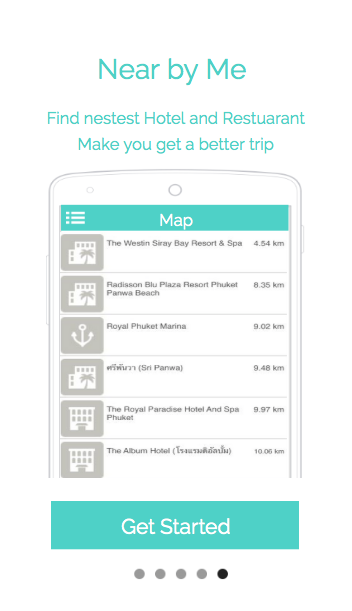 Near by Me
Find nestest Hotel and Restuarant
Make you get a better trip
Map
The Westin Siray Bay Resort & Spa 4.54 km
Radisson Blu Plaza Resort Phuket 8.35 km
Panwa Beach
Royal Phuket Marina 9.02 km
ศรีพันวา (Sri Panwa) 9.48 km
The Royal Paradise Hotel And Spa 9.97 km
Phuket
The Album Hotel (โรงแรมดิอัลบั้ม) 10.06 km
Get Started